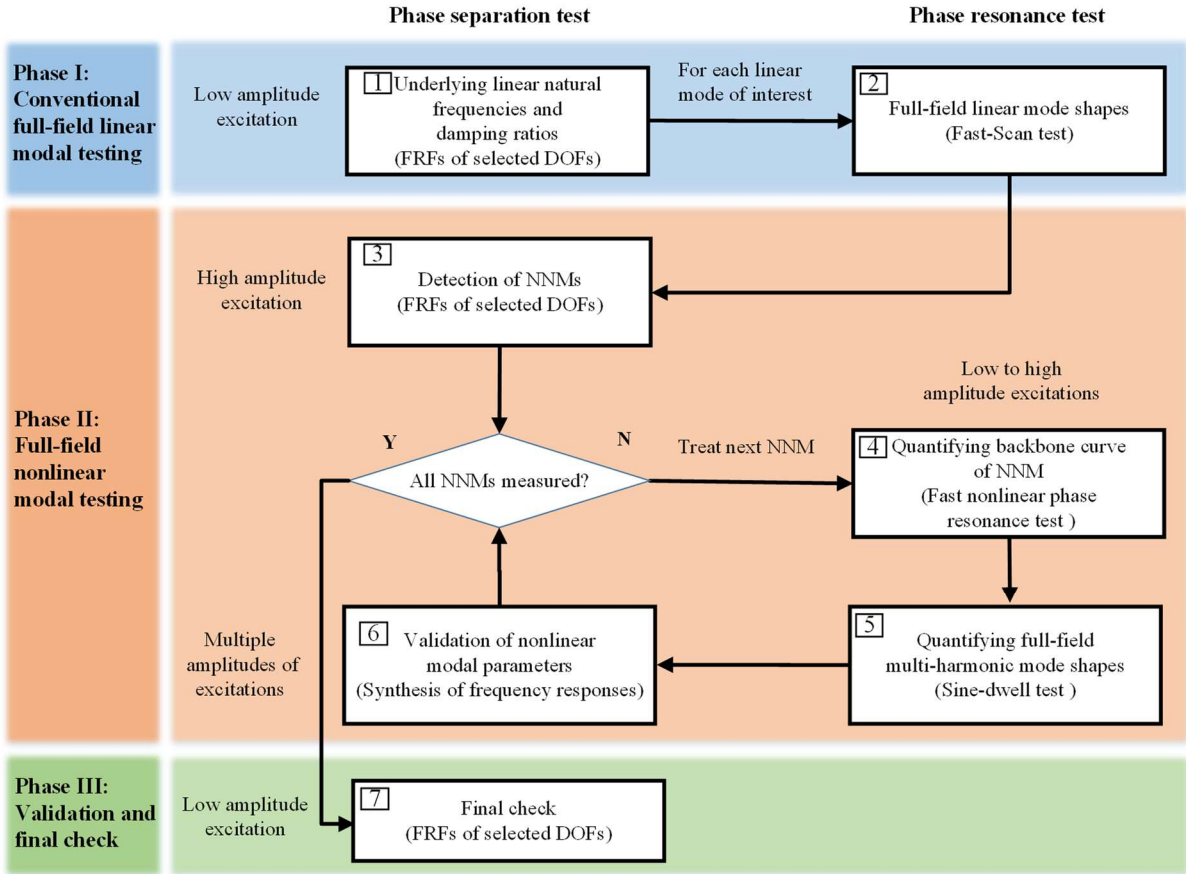 Phase separation test
Phase resonance test
Phase I:
Conventional
full-field linear
modal testing
Low amplitude
excitation
1
Underlying linear natural
frequencies and
damping ratios
(FRFs of selected DOFs)
For each linear
mode of interest
2
Full-field linear mode shapes
(Fast-Scan test)
Phase II:
Full-field
nonlinear
modal testing
High amplitude
excitation
3
Detection of NNMs
(FRFs of selected DOFs)
Low to high
amplitude excitations
Y
N
All NNMs measured?
Treat next NNM
4
Quantifying backbone curve
of NNM
(Fast nonlinear phase
resonance test )
5
Quantifying full-field
multi-harmonic mode shapes
(Sine-dwell test )
Multiple
amplitudes of
excitations
6
Validation of nonlinear
modal parameters
(Synthesis of frequency responses)
Phase III:
Validation and
final check
Low amplitude
excitation
7
Final check
(FRFs of selected DOFs)